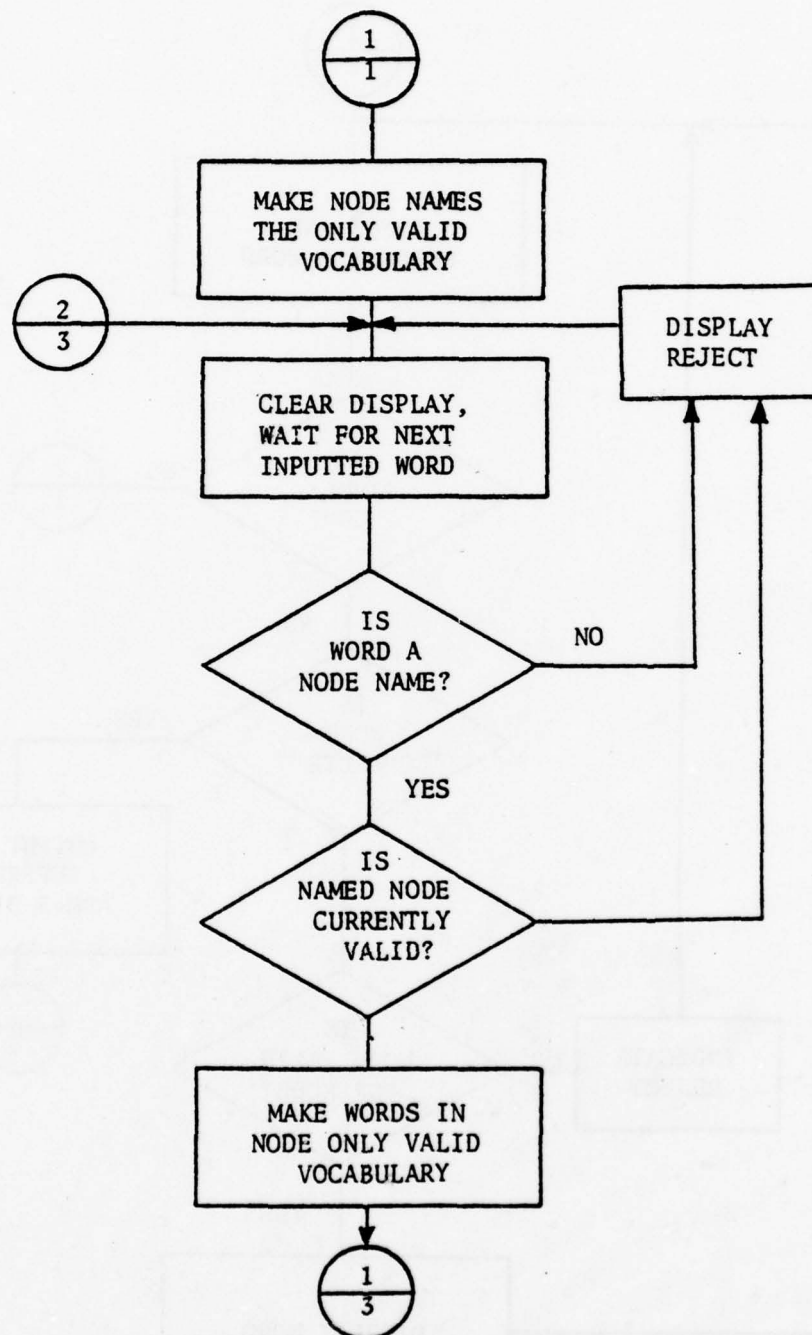 1
1
MAKE NODE NAMES
THE ONLY VALID
VOCABULARY
2
3
DISPLAY
REJECT
CLEAR DISPLAY,
WAIT FOR NEXT
INPUTTED WORD
IS
WORD A
NODE NAME?
NO
YES
IS
NAMED NODE
CURRENTLY
VALID?
MAKE WORDS IN
NODE ONLY VALID
VOCABULARY
1
3